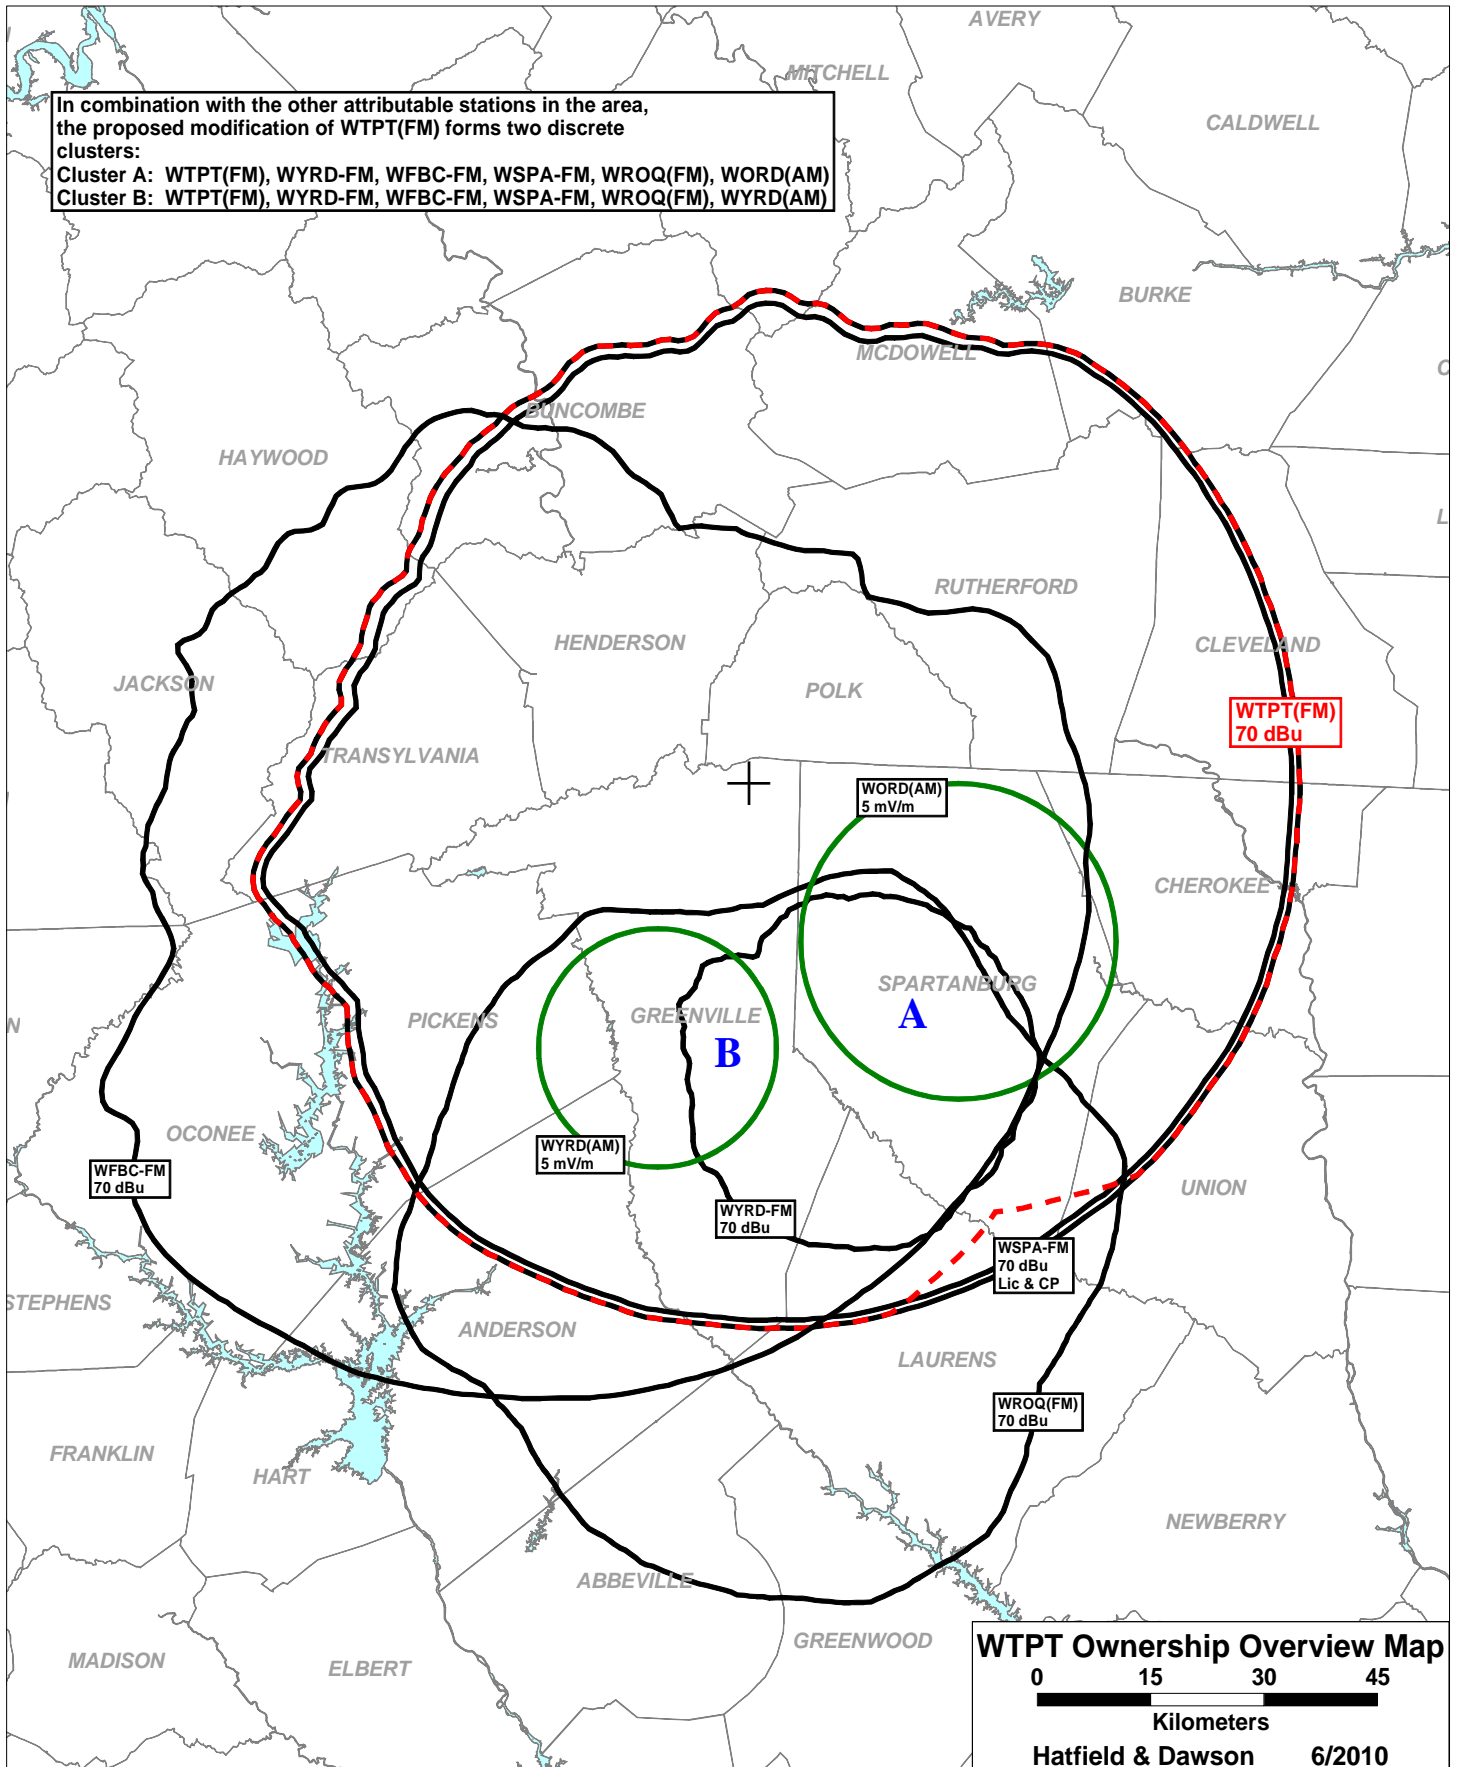 AVERY
MITCHELL
In combination with the other attributable stations in the area,
the proposed modification of WTPT(FM) forms two discrete
clusters:
Cluster A: WTPT(FM), WYRD-FM, WFBC-FM, WSPA-FM, WROQ(FM), WORD(AM)
Cluster B: WTPT(FM), WYRD-FM, WFBC-FM, WSPA-FM, WROQ(FM), WYRD(AM)
CALDWELL
BURKE
MCDOWELL
BUNCOMBE
HAYWOOD
RUTHERFORD
HENDERSON
CLEVELAND
JACKSON
POLK
WTPT(FM)
70 dBu
TRANSYLVANIA
WORD(AM)
5 mV/m
CHEROKEE
SPARTANBURG
PICKENS
GREENVILLE
A
B
OCONEE
WYRD(AM)
5 mV/m
WFBC-FM
70 dBu
UNION
WYRD-FM
70 dBu
WSPA-FM
70 dBu
Lic & CP
STEPHENS
ANDERSON
LAURENS
WROQ(FM)
70 dBu
FRANKLIN
HART
NEWBERRY
ABBEVILLE
GREENWOOD
MADISON
ELBERT
WTPT Ownership Overview Map
0 15 30 45
Kilometers
Hatfield & Dawson 6/2010